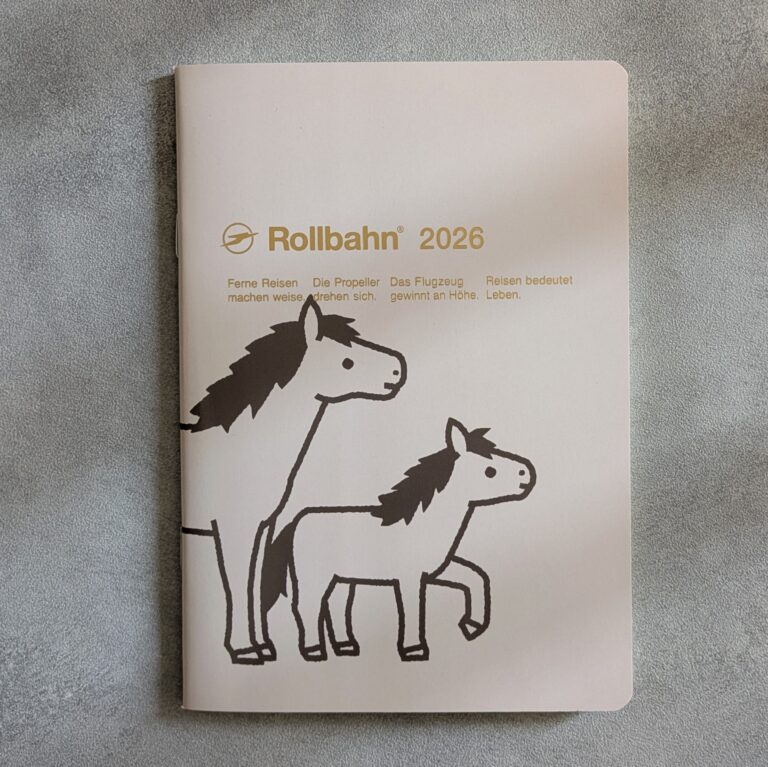 Rollbahn® 2026
Ferne Reisen
machen weise.
Die Propeller
drehen sich.
Das Flugzeug
gewinnt an Höhe.
Reisen bedeutet
Leben.